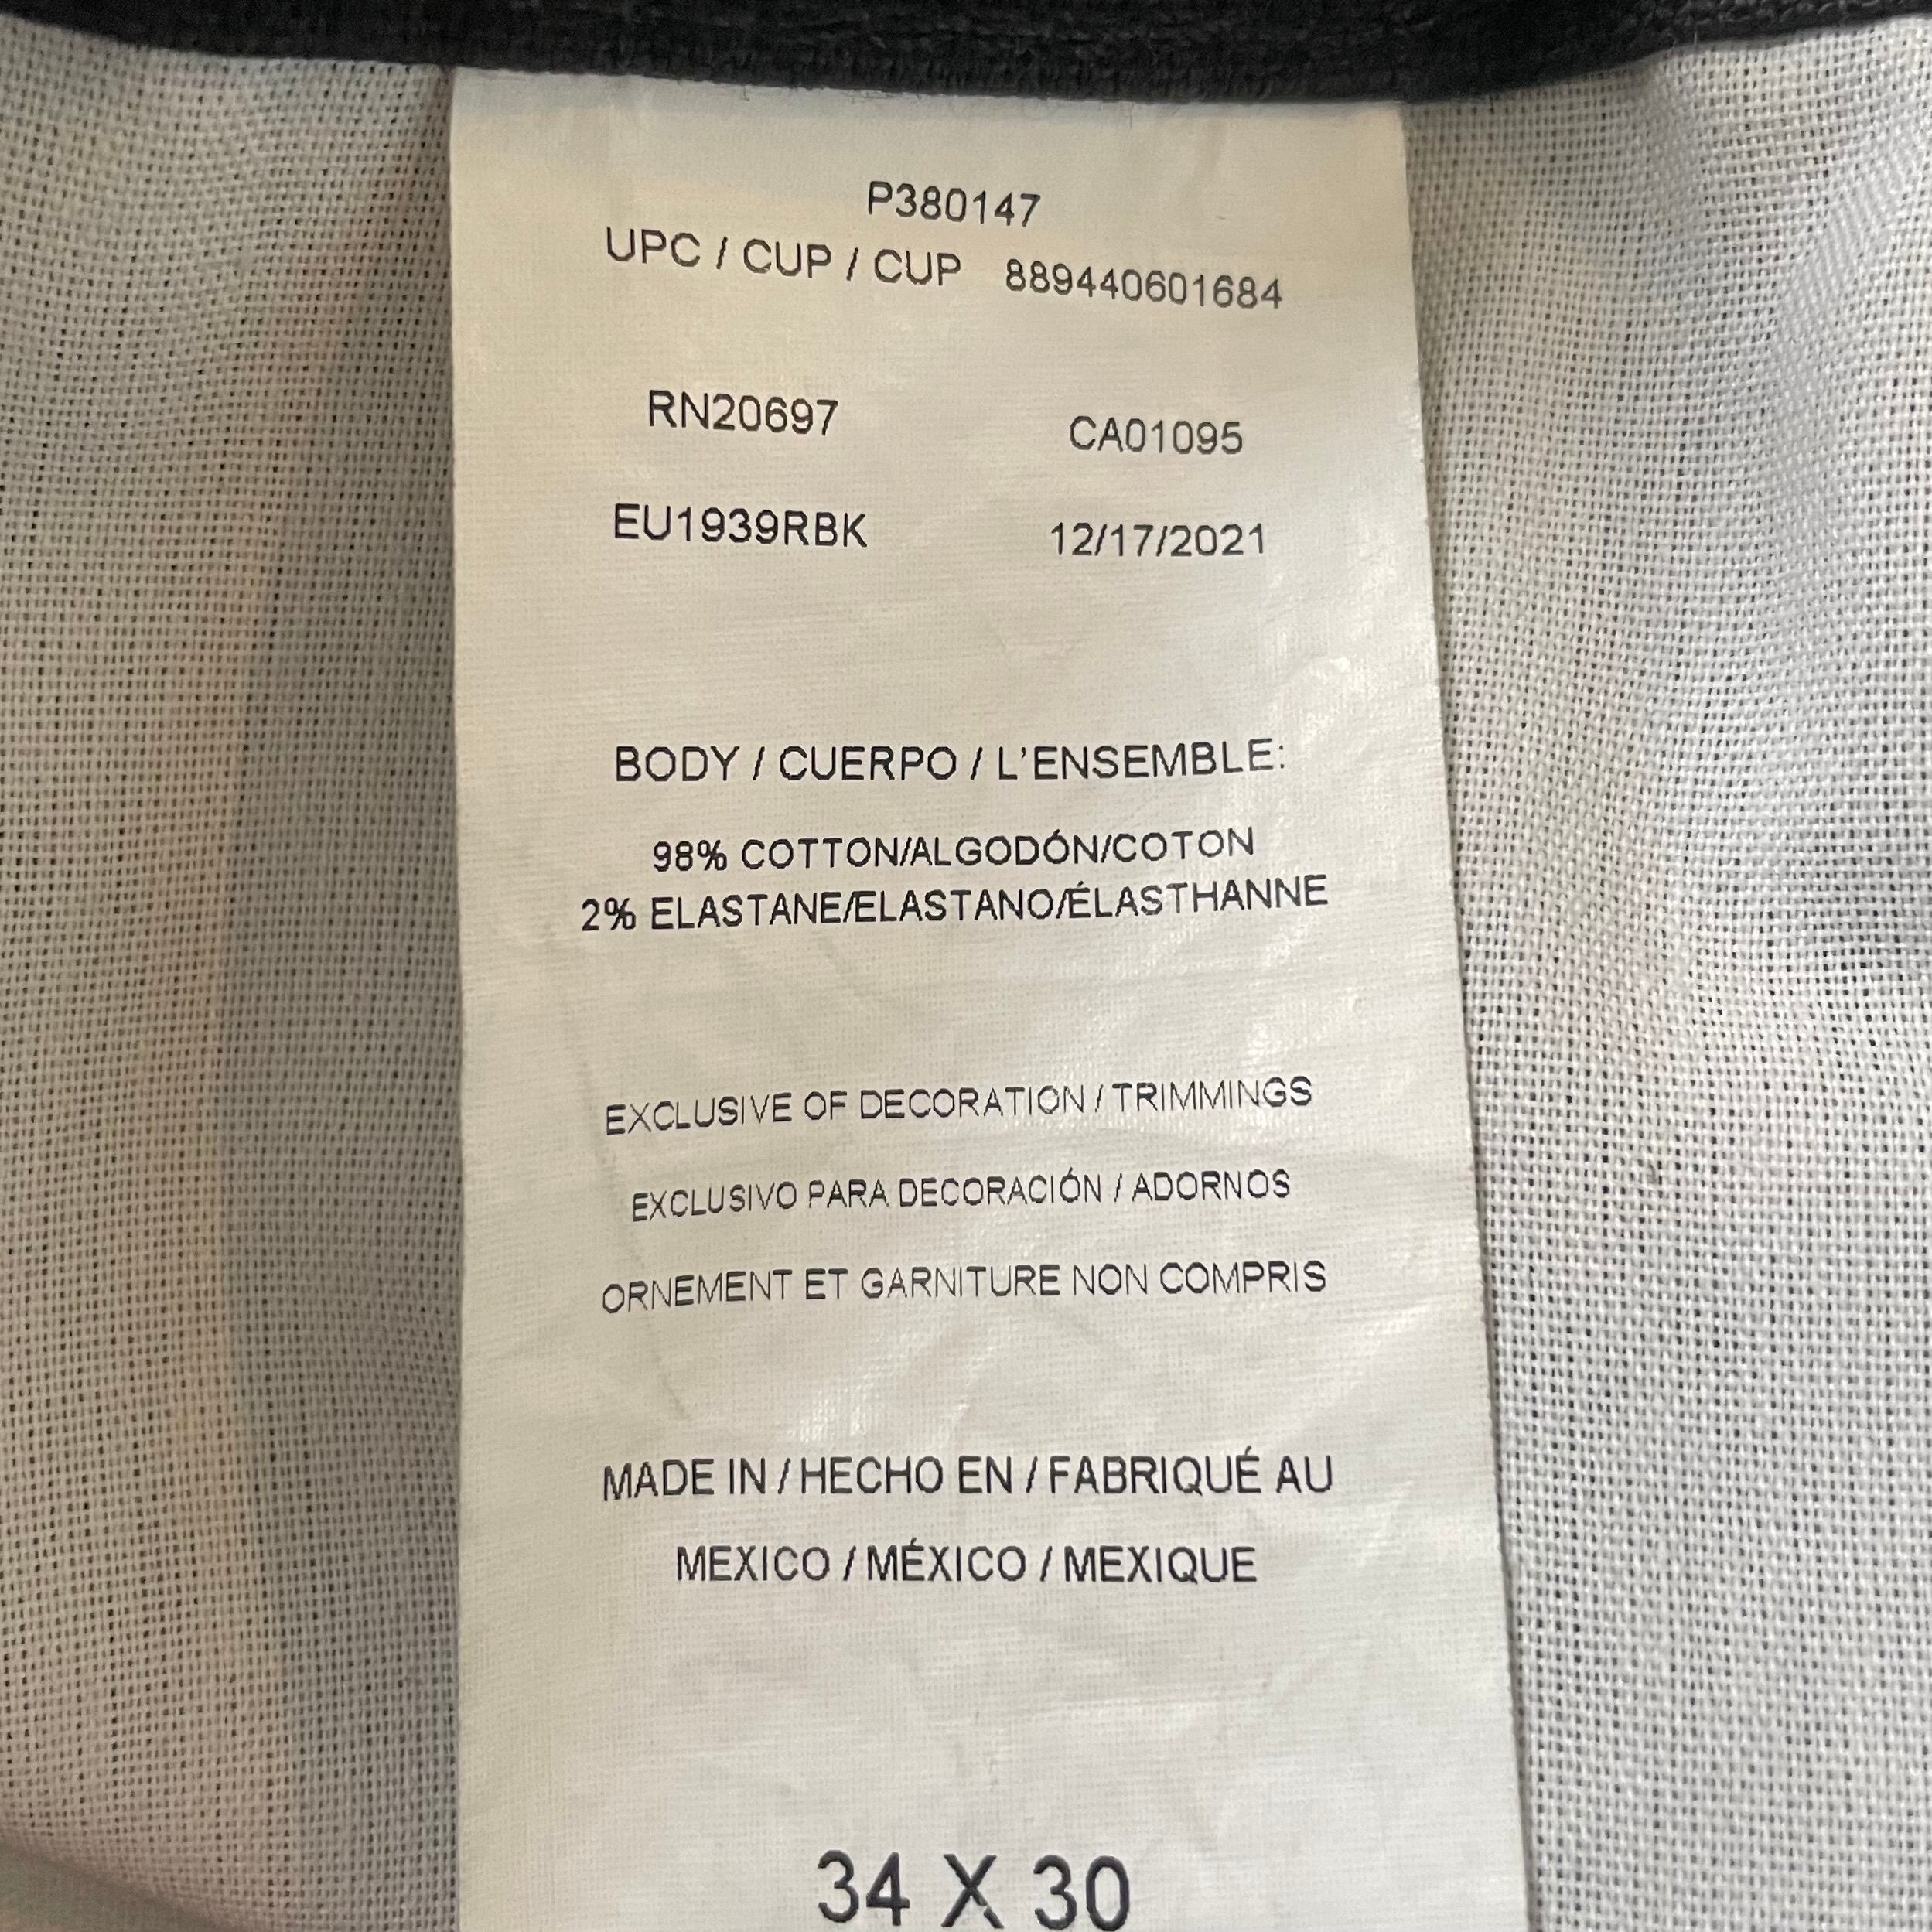 P380147
UPC / CUP / CUP 889440601684
RN20697 CA01095
EU1939RBK 12/17/2021
BODY / CUERPO / L'ENSEMBLE:
98% COTTON/ALGODÓN/COTON
2% ELASTANE/ELASTANO/ÉLASTHANNE
EXCLUSIVE OF DECORATION / TRIMMINGS
EXCLUSIVO PARA DECORACIÓN / ADORNOS
ORNEMENT ET GARNITURE NON COMPRIS
MADE IN / HECHO EN / FABRIQUÉ AU
MEXICO / MÉXICO / MEXIQUE
34 X 30